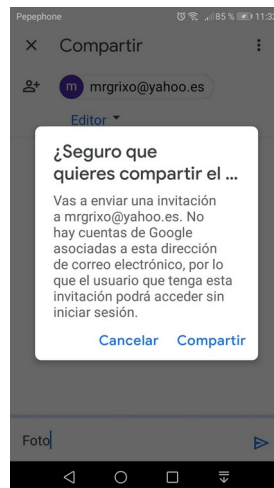 Pepephone 85 % 11:32
Compartir
m mrgrixo@yahoo.es
Editor
¿Seguro que
quieres compartir el ...
Vas a enviar una invitación
a mrgrixo@yahoo.es. No
hay cuentas de Google
asociadas a esta dirección
de correo electrónico, por lo
que el usuario que tenga esta
invitación podrá acceder sin
iniciar sesión.
Cancelar Compartir
Foto